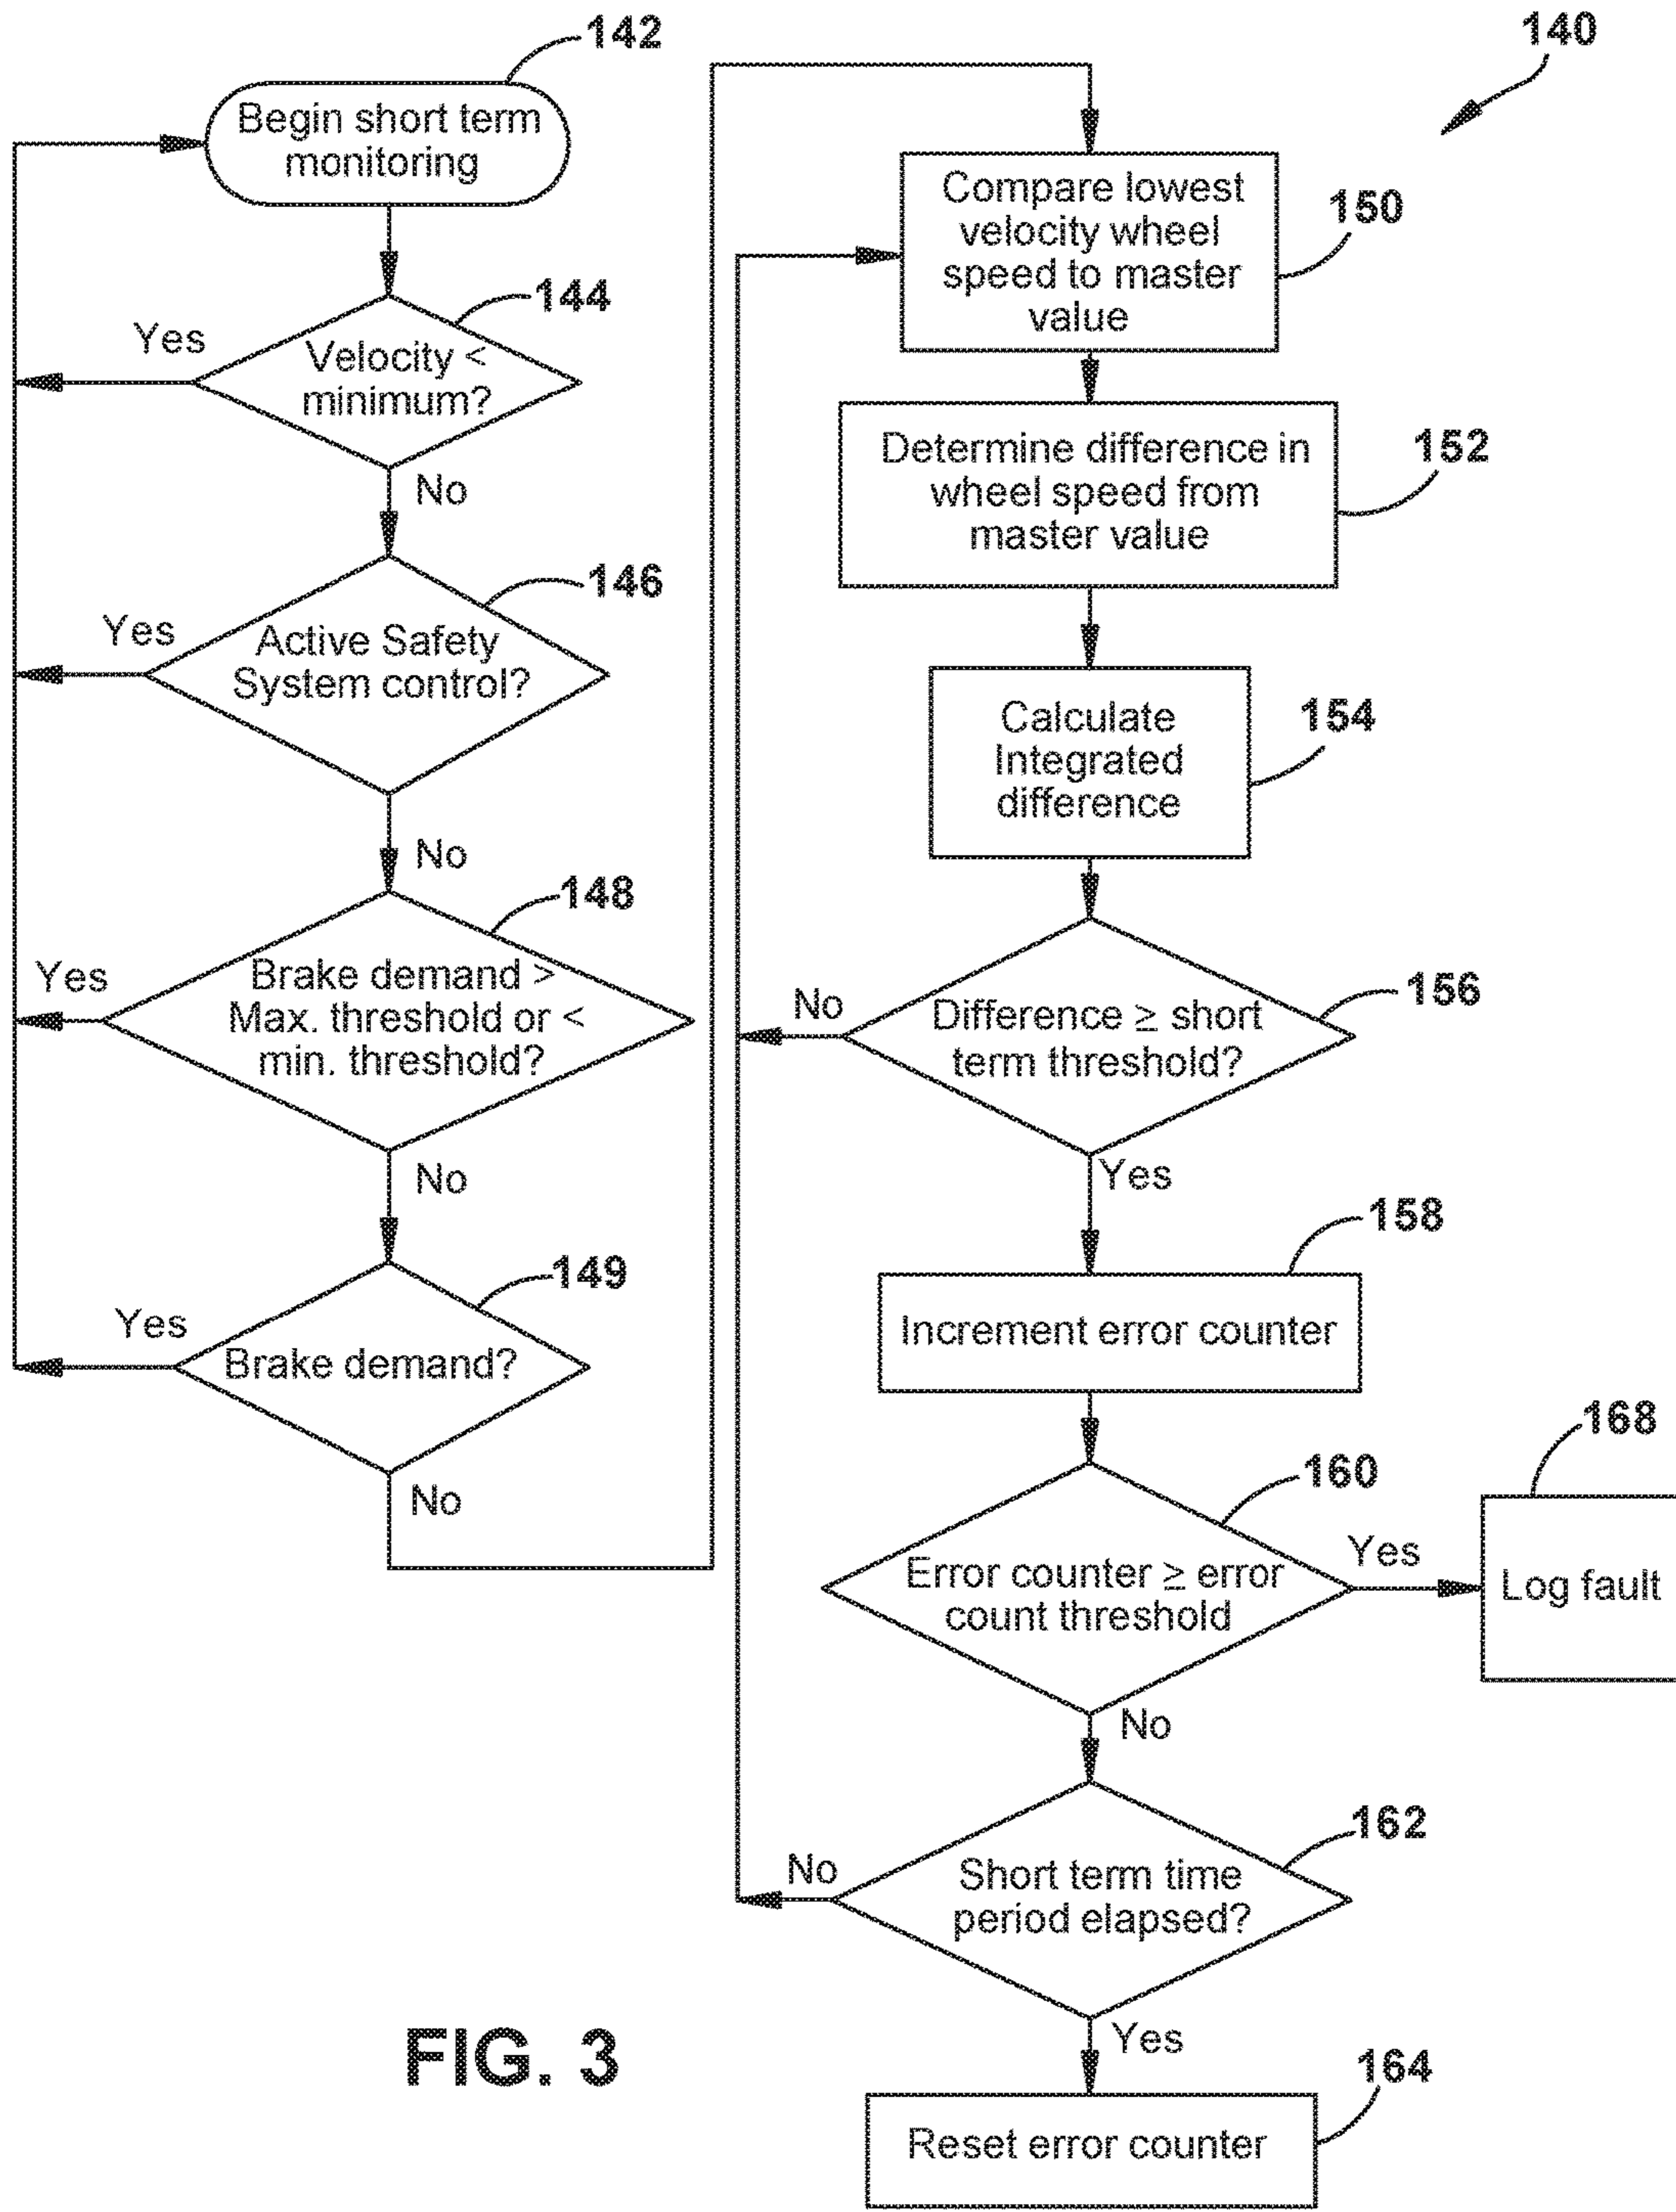 142
Begin short term
monitoring
144
Yes
Velocity <
minimum?
No
146
Yes
Active Safety
System control?
No
148
Yes
Brake demand >
Max. threshold or <
min. threshold?
No
149
Yes
Brake demand?
No
140
Compare lowest
velocity wheel
speed to master
value
150
Determine difference in
wheel speed from
master value
152
Calculate
Integrated
difference
154
No
Difference ≥ short
term threshold?
156
Yes
158
Increment error counter
160
Error counter ≥ error
count threshold
Yes
168
Log fault
No
162
No
Short term time
period elapsed?
Yes
164
Reset error counter
FIG. 3